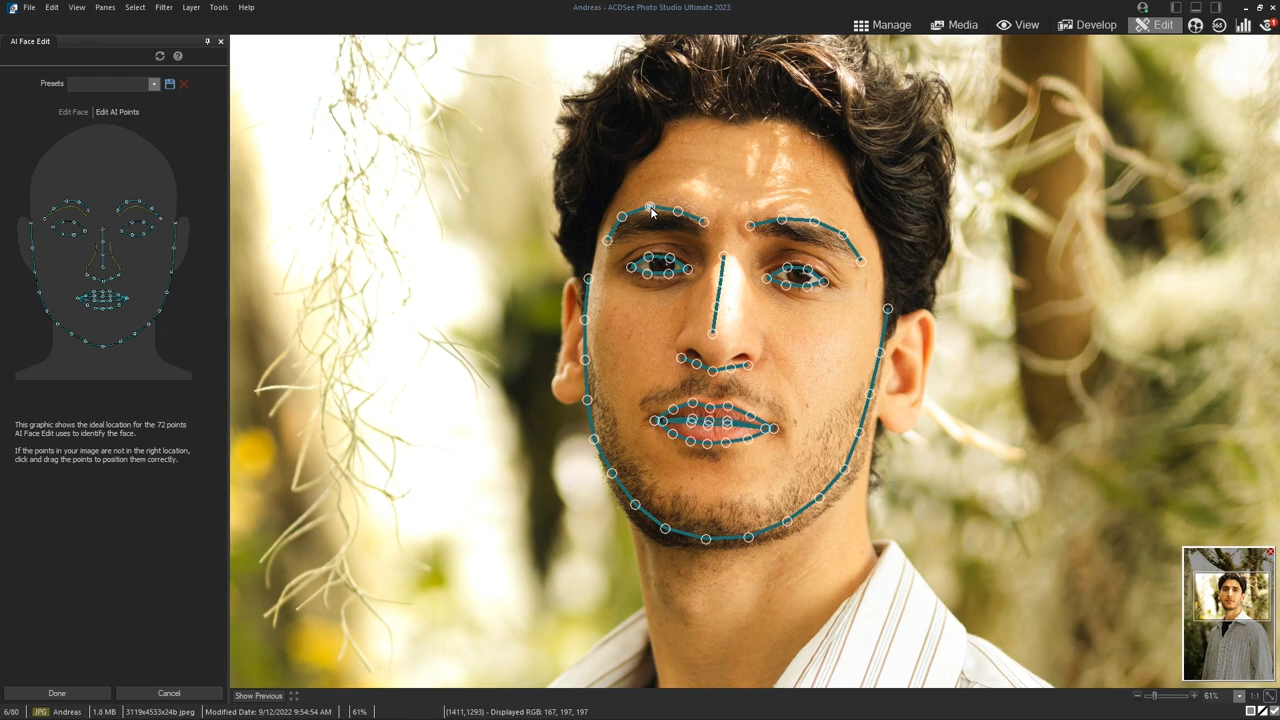 File Edit View Panes Select Filter Layer Tools Help
Andreas - ACDSee Photo Studio Ultimate 2023
Manage Media View Develop Edit 365 1
AI Face Edit
Presets
Edit Face | Edit AI Points
This graphic shows the ideal location for the 72 points
AI Face Edit uses to identify the face.
If the points in your image are not in the right location,
click and drag the points to position them correctly.
Done Cancel
Show Previous
61% 1:1
6/80 JPG Andreas 1.8 MB 3119x4533x24b jpeg Modified Date: 9/12/2022 9:54:54 AM 61% (1411,1293) - Displayed RGB: 167, 197, 197